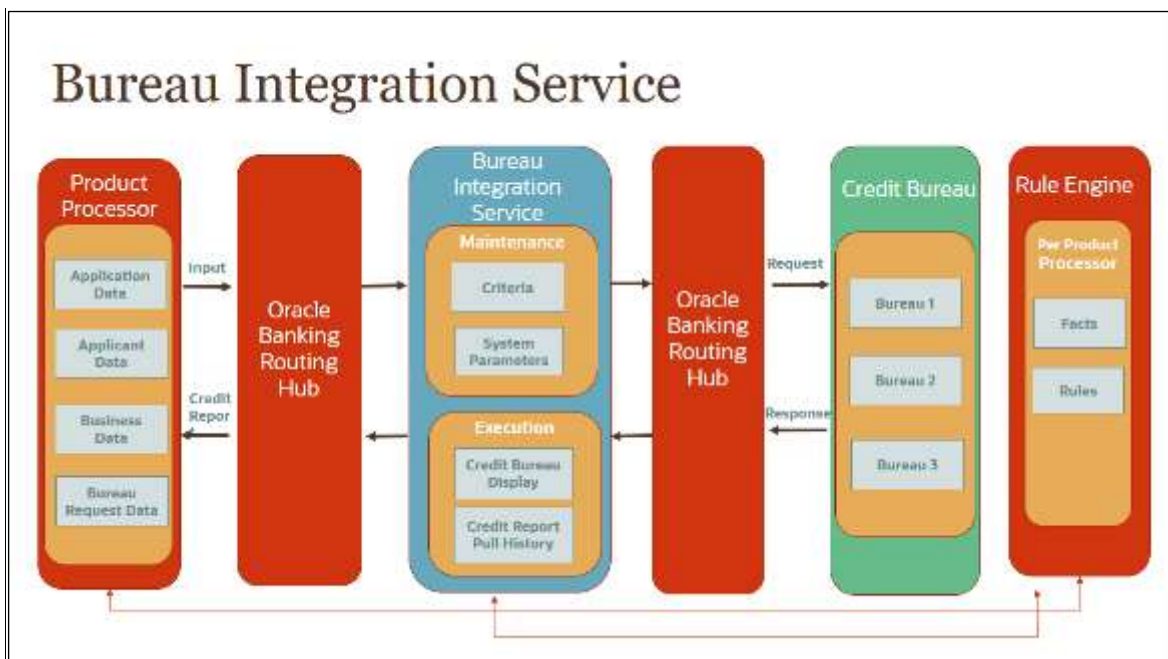 Bureau Integration Service
Product
Processor
Application
Data
Applicant
Data
Business
Data
Bureau
Request Data
Input
Credit
Repor
Oracle
Banking
Routing
Hub
Bureau
Integration
Service
Maintenance
Criteria
System
Parameters
Execution
Credit Bureau
Display
Credit Report
Pull History
Oracle
Banking
Routing
Hub
Request
Response
Credit Bureau
Bureau 1
Bureau 2
Bureau 3
Rule Engine
Per Product
Processor
Facts
Rules